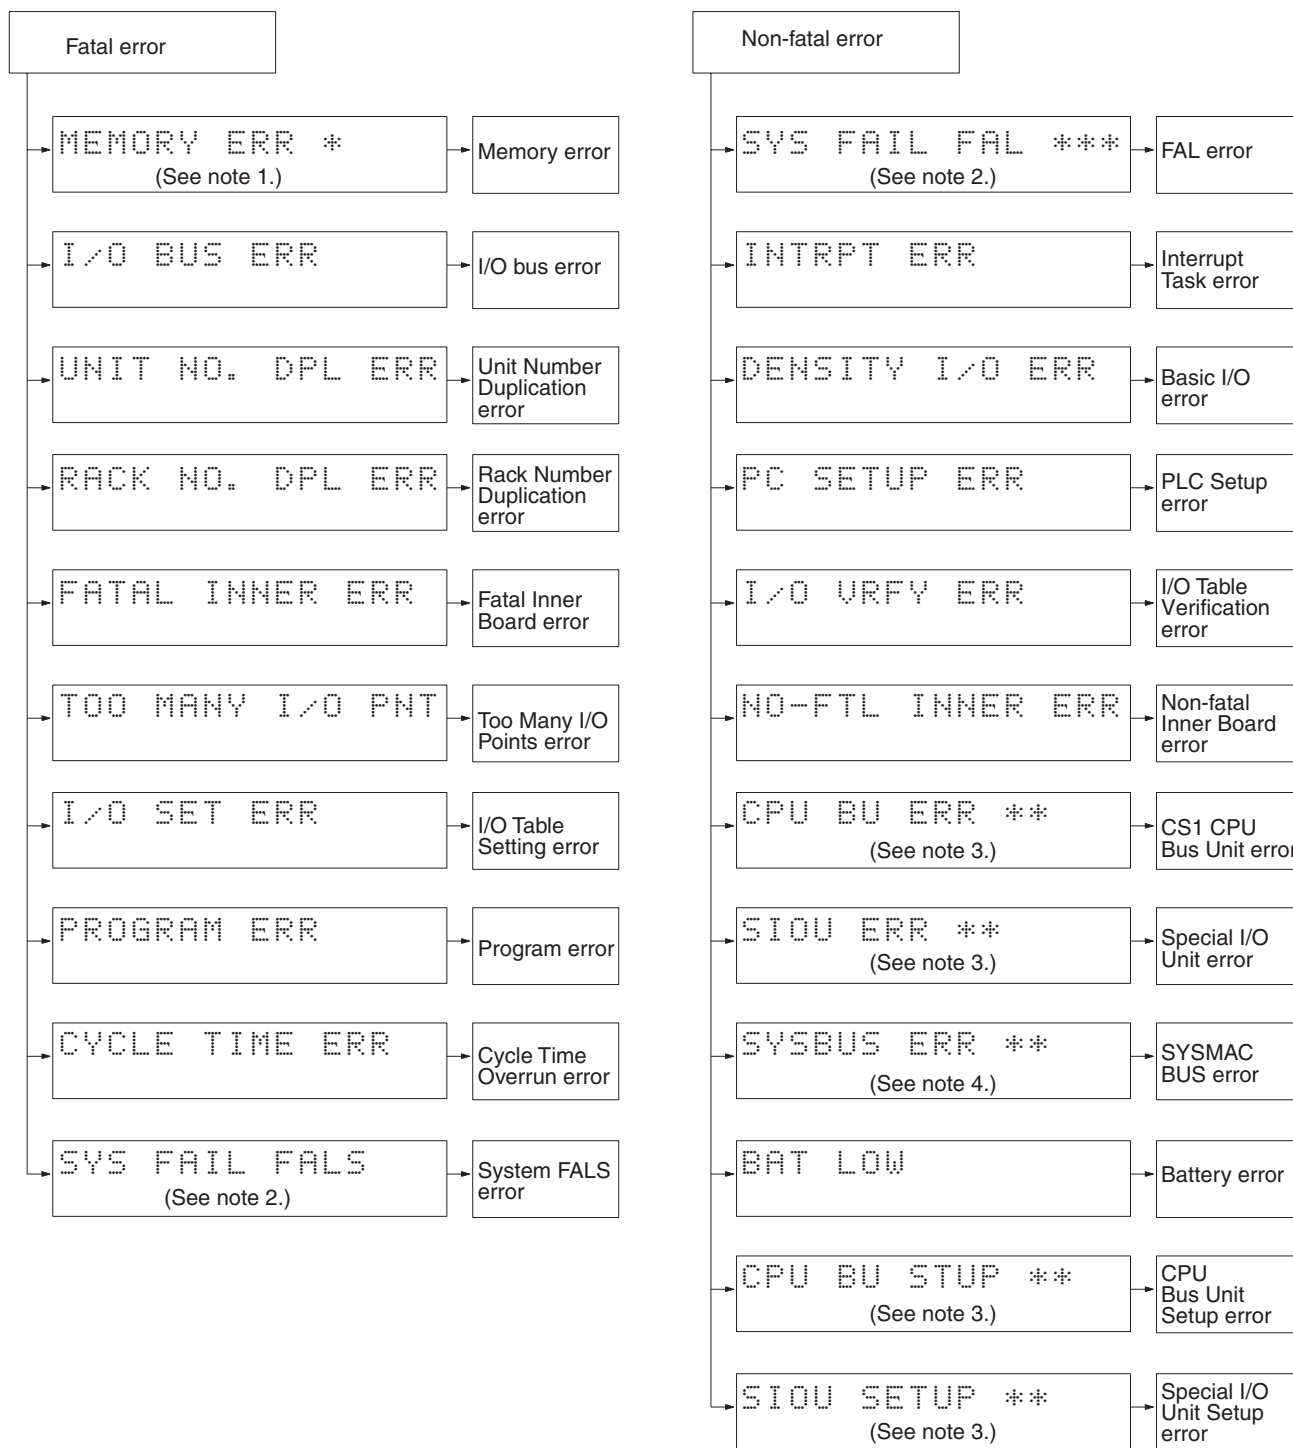 Fatal error
MEMORY ERR *
(See note 1.)
Memory error
I/O BUS ERR
I/O bus error
UNIT NO. DPL ERR
Unit Number
Duplication
error
RACK NO. DPL ERR
Rack Number
Duplication
error
FATAL INNER ERR
Fatal Inner
Board error
TOO MANY I/O PNT
Too Many I/O
Points error
I/O SET ERR
I/O Table
Setting error
PROGRAM ERR
Program error
CYCLE TIME ERR
Cycle Time
Overrun error
SYS FAIL FALS
(See note 2.)
System FALS
error
Non-fatal error
SYS FAIL FAL ***
(See note 2.)
FAL error
INTRPT ERR
Interrupt
Task error
DENSITY I/O ERR
Basic I/O
error
PC SETUP ERR
PLC Setup
error
I/O VRFY ERR
I/O Table
Verification
error
NO-FTL INNER ERR
Non-fatal
Inner Board
error
CPU BU ERR **
(See note 3.)
CS1 CPU
Bus Unit error
SIOU ERR **
(See note 3.)
Special I/O
Unit error
SYSBUS ERR **
(See note 4.)
SYSMAC
BUS error
BAT LOW
Battery error
CPU BU STUP **
(See note 3.)
CPU
Bus Unit
Setup error
SIOU SETUP **
(See note 3.)
Special I/O
Unit Setup
error